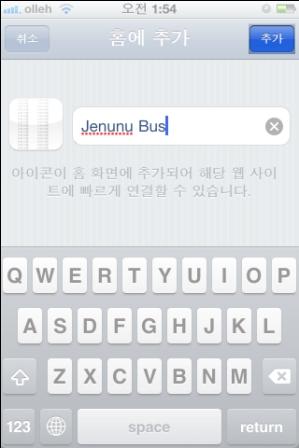 olleh 오전 1:54
취소 홈에 추가 추가
Jenunu Bus
아이콘이 홈 화면에 추가되어 해당 웹 사이
트에 빠르게 연결할 수 있습니다.
Q W E R T Y U I O P
A S D F G H J K L
Z X C V B N M
123 space return